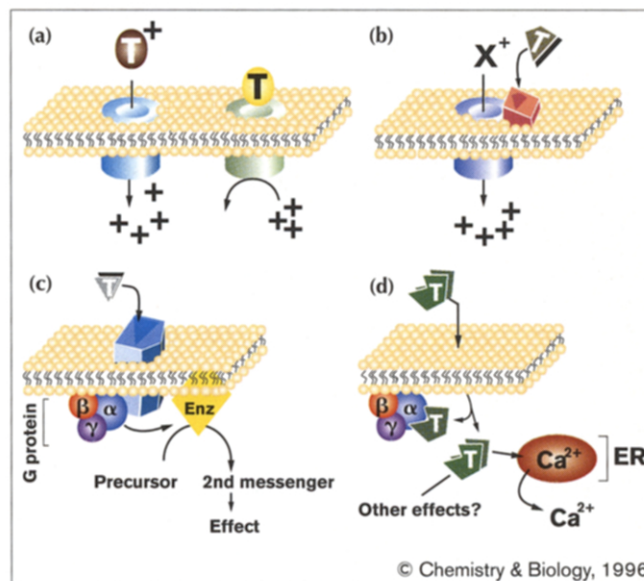 (a)
T+
T
+
+ + +
+ + +
(b)
X+
T
+
+ + + +
(c)
T
G protein
β α
γ
Enz
Precursor
2nd messenger
Effect
(d)
T
β α
γ
T
T
Ca2+
ER
Other effects?
Ca2+
© Chemistry & Biology, 1996